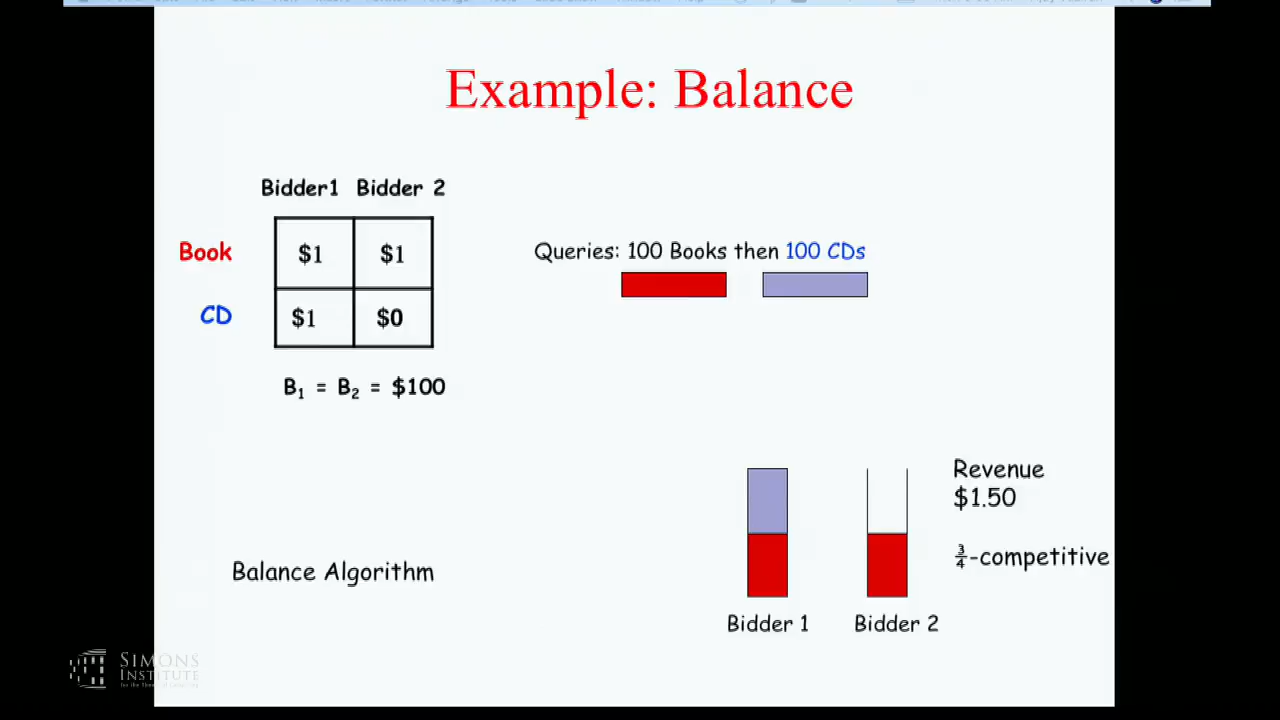 Example: Balance
Bidder1 Bidder 2
Book $1 $1
CD $1 $0
B₁ = B₂ = $100
Queries: 100 Books then 100 CDs
Revenue
$1.50
¾-competitive
Balance Algorithm
Bidder 1 Bidder 2
SIMONS
INSTITUTE